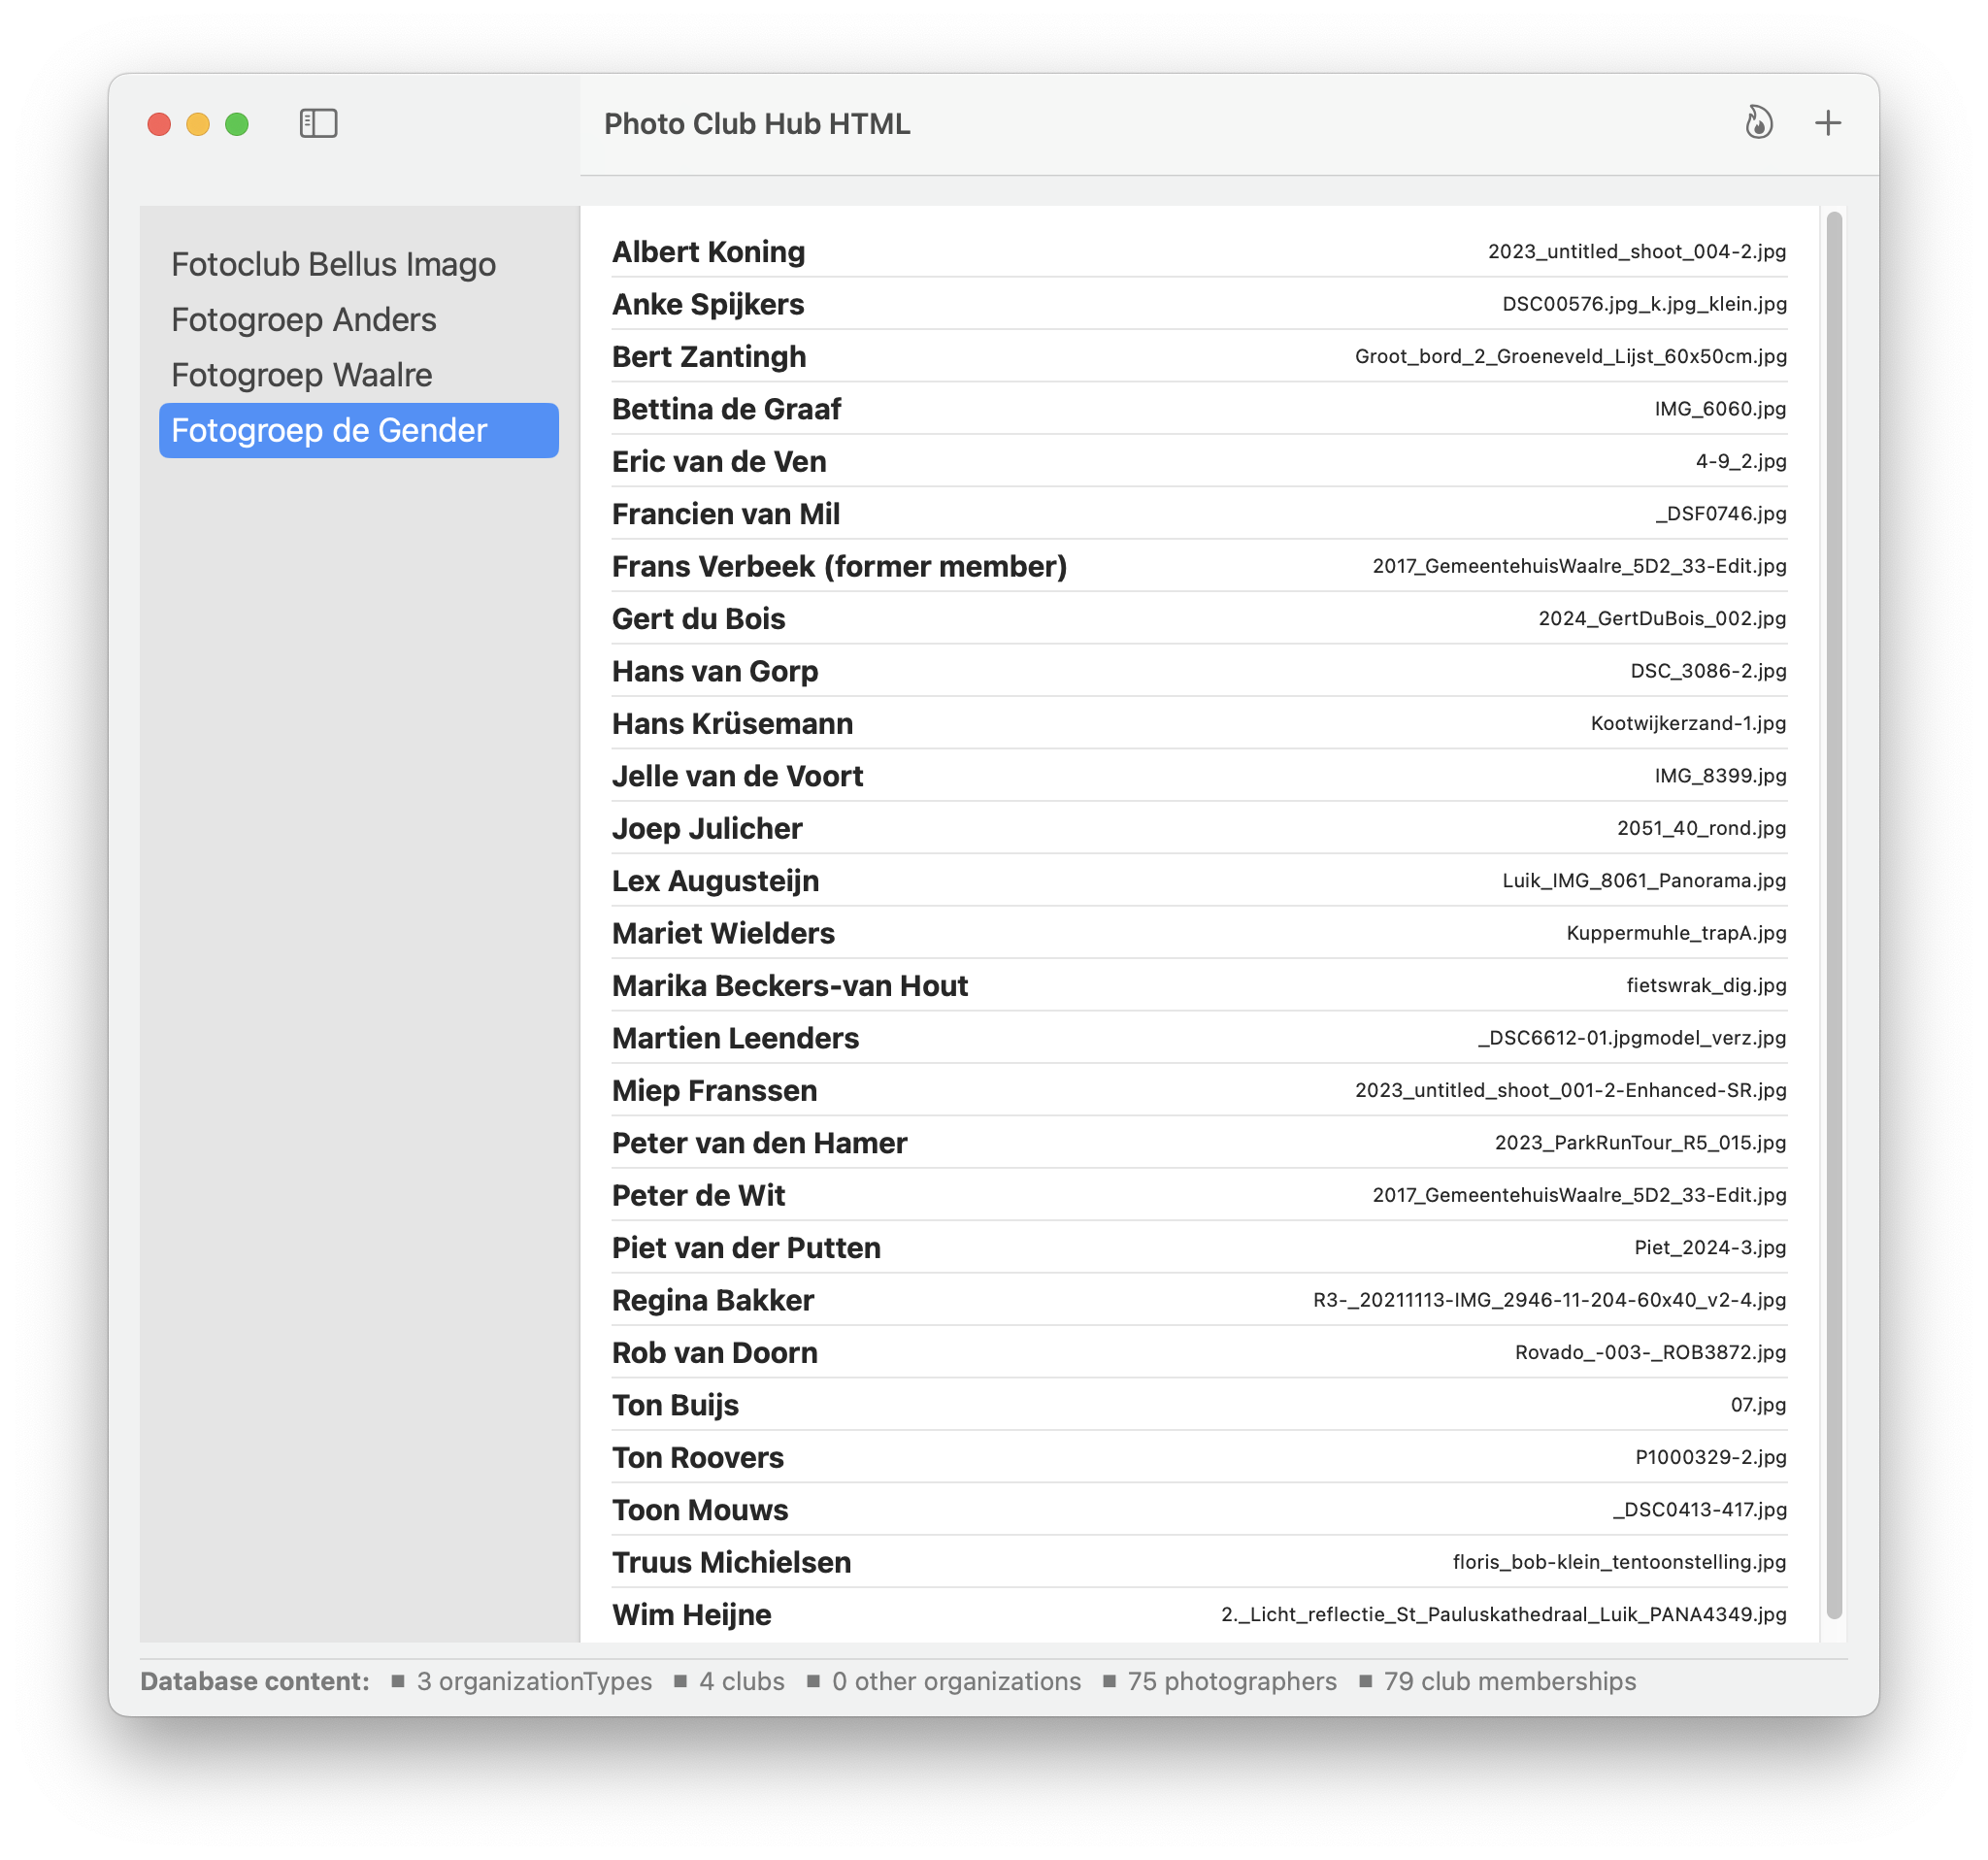 Photo Club Hub HTML
Fotoclub Bellus Imago
Fotogroep Anders
Fotogroep Waalre
Fotogroep de Gender
Albert Koning 2023_untitled_shoot_004-2.jpg
Anke Spijkers DSC00576.jpg_k.jpg_klein.jpg
Bert Zantingh Groot_bord_2_Groeneveld_Lijst_60x50cm.jpg
Bettina de Graaf IMG_6060.jpg
Eric van de Ven 4-9_2.jpg
Francien van Mil _DSF0746.jpg
Frans Verbeek (former member) 2017_GemeentehuisWaalre_5D2_33-Edit.jpg
Gert du Bois 2024_GertDuBois_002.jpg
Hans van Gorp DSC_3086-2.jpg
Hans Krüsemann Kootwijkerzand-1.jpg
Jelle van de Voort IMG_8399.jpg
Joep Julicher 2051_40_rond.jpg
Lex Augusteijn Luik_IMG_8061_Panorama.jpg
Mariet Wielders Kuppermuhle_trapA.jpg
Marika Beckers-van Hout fietswrak_dig.jpg
Martien Leenders _DSC6612-01.jpgmodel_verz.jpg
Miep Franssen 2023_untitled_shoot_001-2-Enhanced-SR.jpg
Peter van den Hamer 2023_ParkRunTour_R5_015.jpg
Peter de Wit 2017_GemeentehuisWaalre_5D2_33-Edit.jpg
Piet van der Putten Piet_2024-3.jpg
Regina Bakker R3-_20211113-IMG_2946-11-204-60x40_v2-4.jpg
Rob van Doorn Rovado_-003-_ROB3872.jpg
Ton Buijs 07.jpg
Ton Roovers P1000329-2.jpg
Toon Mouws _DSC0413-417.jpg
Truus Michielsen floris_bob-klein_tentoonstelling.jpg
Wim Heijne 2._Licht_reflectie_St_Pauluskathedraal_Luik_PANA4349.jpg
Database content: ■ 3 organizationTypes ■ 4 clubs ■ 0 other organizations ■ 75 photographers ■ 79 club memberships